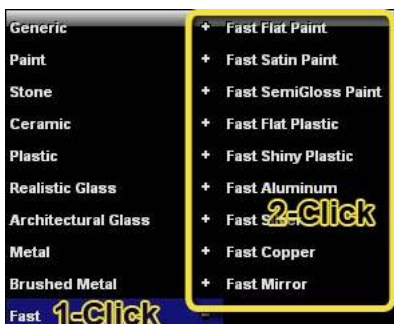 Generic + Fast Flat Paint
Paint + Fast Satin Paint
Stone + Fast SemiGloss Paint
Ceramic + Fast Flat Plastic
Plastic + Fast Shiny Plastic
Realistic Glass + Fast Aluminum
Architectural Glass + Fast
2-Click
Metal + Fast Copper
Brushed Metal + Fast Mirror
Fast 1-Click